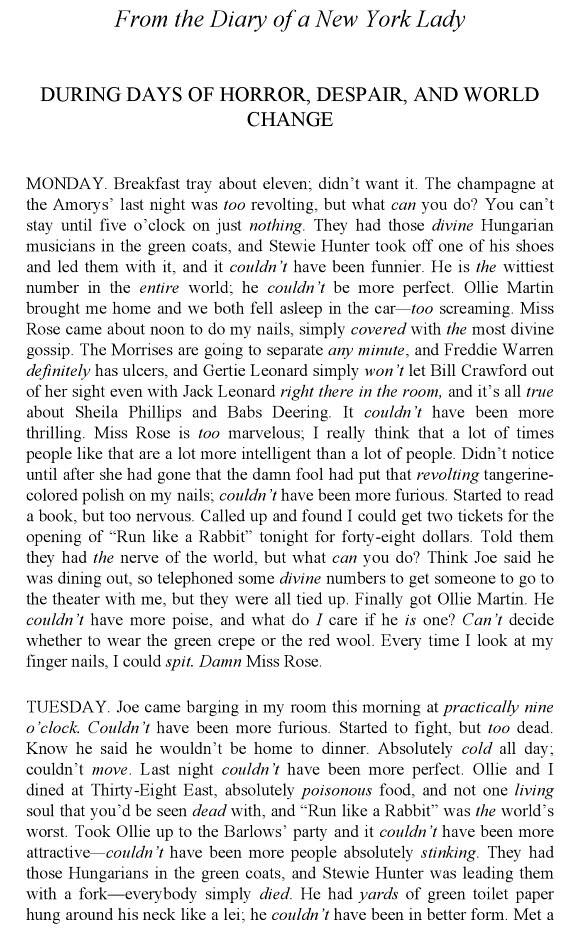 From the Diary of a New York Lady
DURING DAYS OF HORROR, DESPAIR, AND WORLD
CHANGE
MONDAY. Breakfast tray about eleven; didn’t want it. The champagne at
the Amorys’ last night was too revolting, but what can you do? You can’t
stay until five o’clock on just nothing. They had those divine Hungarian
musicians in the green coats, and Stewie Hunter took off one of his shoes
and led them with it, and it couldn’t have been funnier. He is the wittiest
number in the entire world; he couldn’t be more perfect. Ollie Martin
brought me home and we both fell asleep in the car—too screaming. Miss
Rose came about noon to do my nails, simply covered with the most divine
gossip. The Morrises are going to separate any minute, and Freddie Warren
definitely has ulcers, and Gertie Leonard simply won’t let Bill Crawford out
of her sight even with Jack Leonard right there in the room, and it’s all true
about Sheila Phillips and Babs Deering. It couldn’t have been more
thrilling. Miss Rose is too marvelous; I really think that a lot of times
people like that are a lot more intelligent than a lot of people. Didn’t notice
until after she had gone that the damn fool had put that revolting tangerine-
colored polish on my nails; couldn’t have been more furious. Started to read
a book, but too nervous. Called up and found I could get two tickets for the
opening of “Run like a Rabbit” tonight for forty-eight dollars. Told them
they had the nerve of the world, but what can you do? Think Joe said he
was dining out, so telephoned some divine numbers to get someone to go to
the theater with me, but they were all tied up. Finally got Ollie Martin. He
couldn’t have more poise, and what do I care if he is one? Can’t decide
whether to wear the green crepe or the red wool. Every time I look at my
finger nails, I could spit. Damn Miss Rose.
TUESDAY. Joe came barging in my room this morning at practically nine
o’clock. Couldn’t have been more furious. Started to fight, but too dead.
Know he said he wouldn’t be home to dinner. Absolutely cold all day;
couldn’t move. Last night couldn’t have been more perfect. Ollie and I
dined at Thirty-Eight East, absolutely poisonous food, and not one living
soul that you’d be seen dead with, and “Run like a Rabbit” was the world’s
worst. Took Ollie up to the Barlows’ party and it couldn’t have been more
attractive—couldn’t have been more people absolutely stinking. They had
those Hungarians in the green coats, and Stewie Hunter was leading them
with a fork—everybody simply died. He had yards of green toilet paper
hung around his neck like a lei; he couldn’t have been in better form. Met a